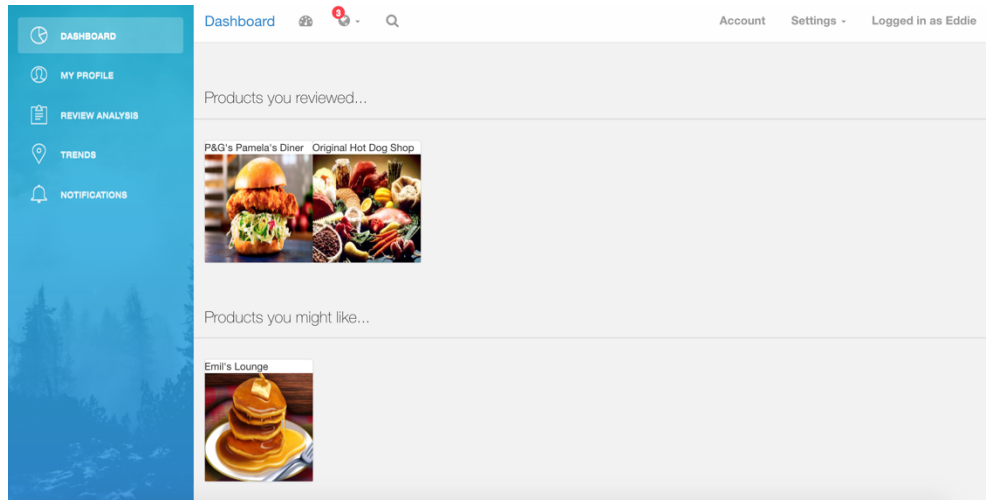 DASHBOARD
MY PROFILE
REVIEW ANALYSIS
TRENDS
NOTIFICATIONS
Dashboard 3 Account Settings Logged in as Eddie
Products you reviewed...
P&G's Pamela's Diner Original Hot Dog Shop
Products you might like...
Emil's Lounge